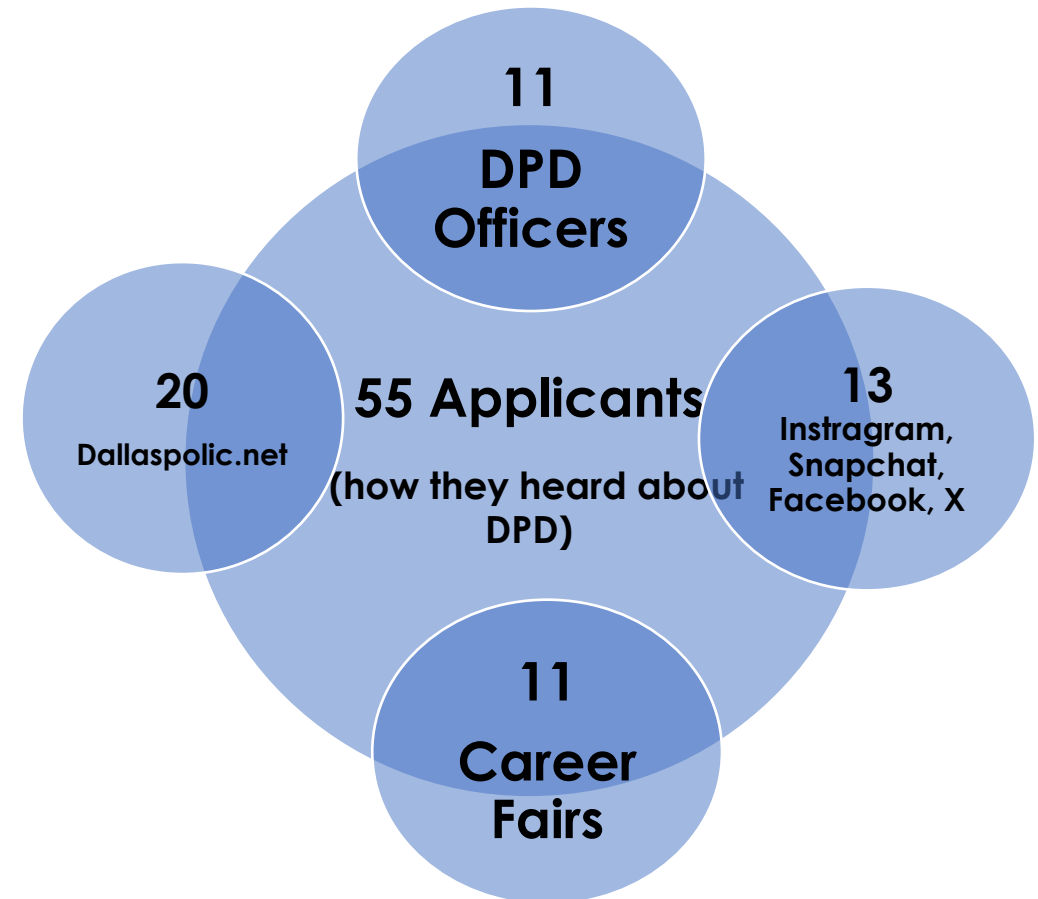 11
DPD
Officers
20
Dallaspolic.net
55 Applicants
(how they heard about
DPD)
13
Instragram,
Snapchat,
Facebook, X
11
Career
Fairs